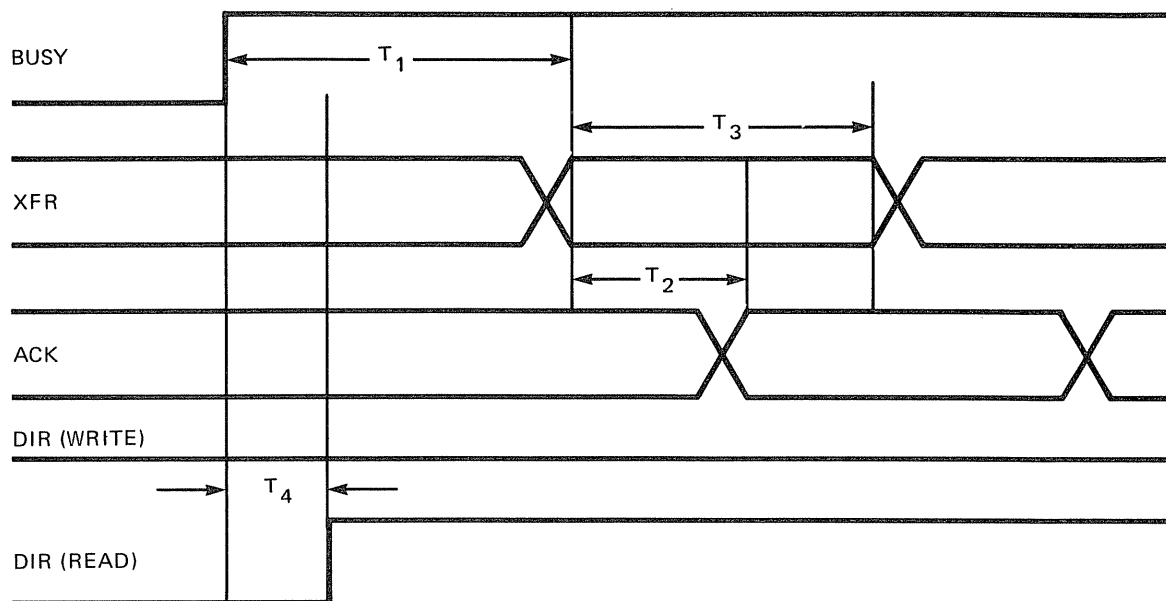 BUSY
T1
T3
XFR
T2
ACK
DIR (WRITE)
T4
DIR (READ)